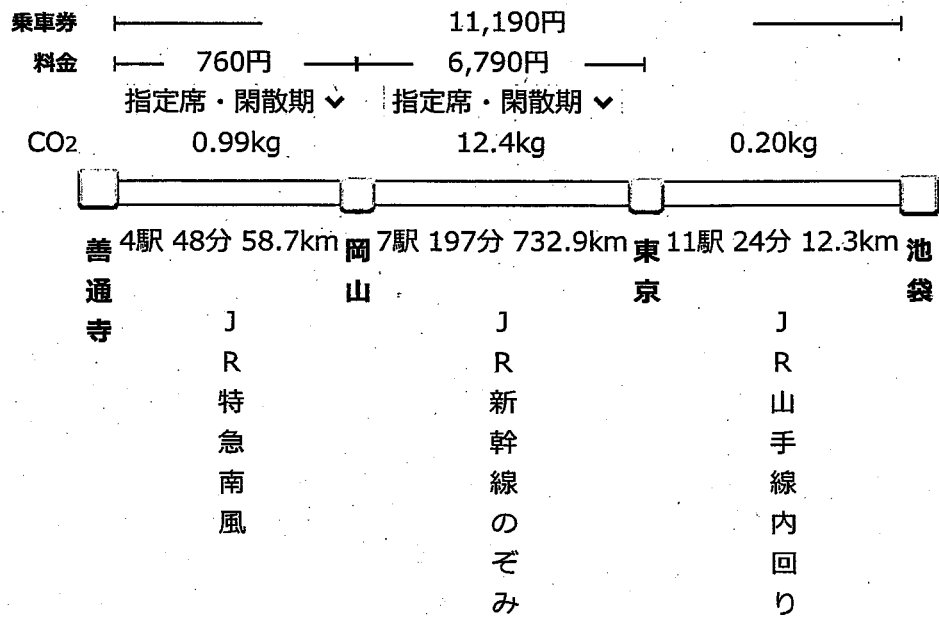 乗車券 11,190円
料金 760円 6,790円
指定席・閑散期 指定席・閑散期
CO2 0.99kg 12.4kg 0.20kg
4駅 48分 58.7km 7駅 197分 732.9km 11駅 24分 12.3km
善通寺
岡山
東京
池袋
JR特急南風
JR新幹線のぞみ
JR山手線内回り